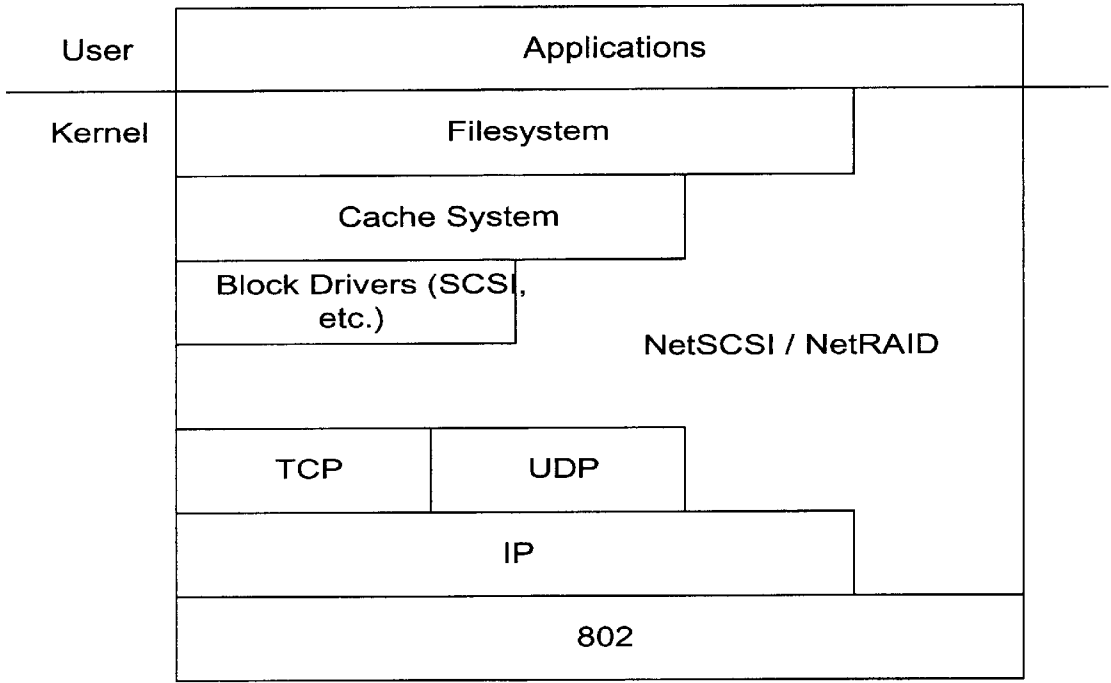 User
Applications
Kernel
Filesystem
Cache System
Block Drivers (SCSI,
etc.)
NetSCSI / NetRAID
TCP
UDP
IP
802